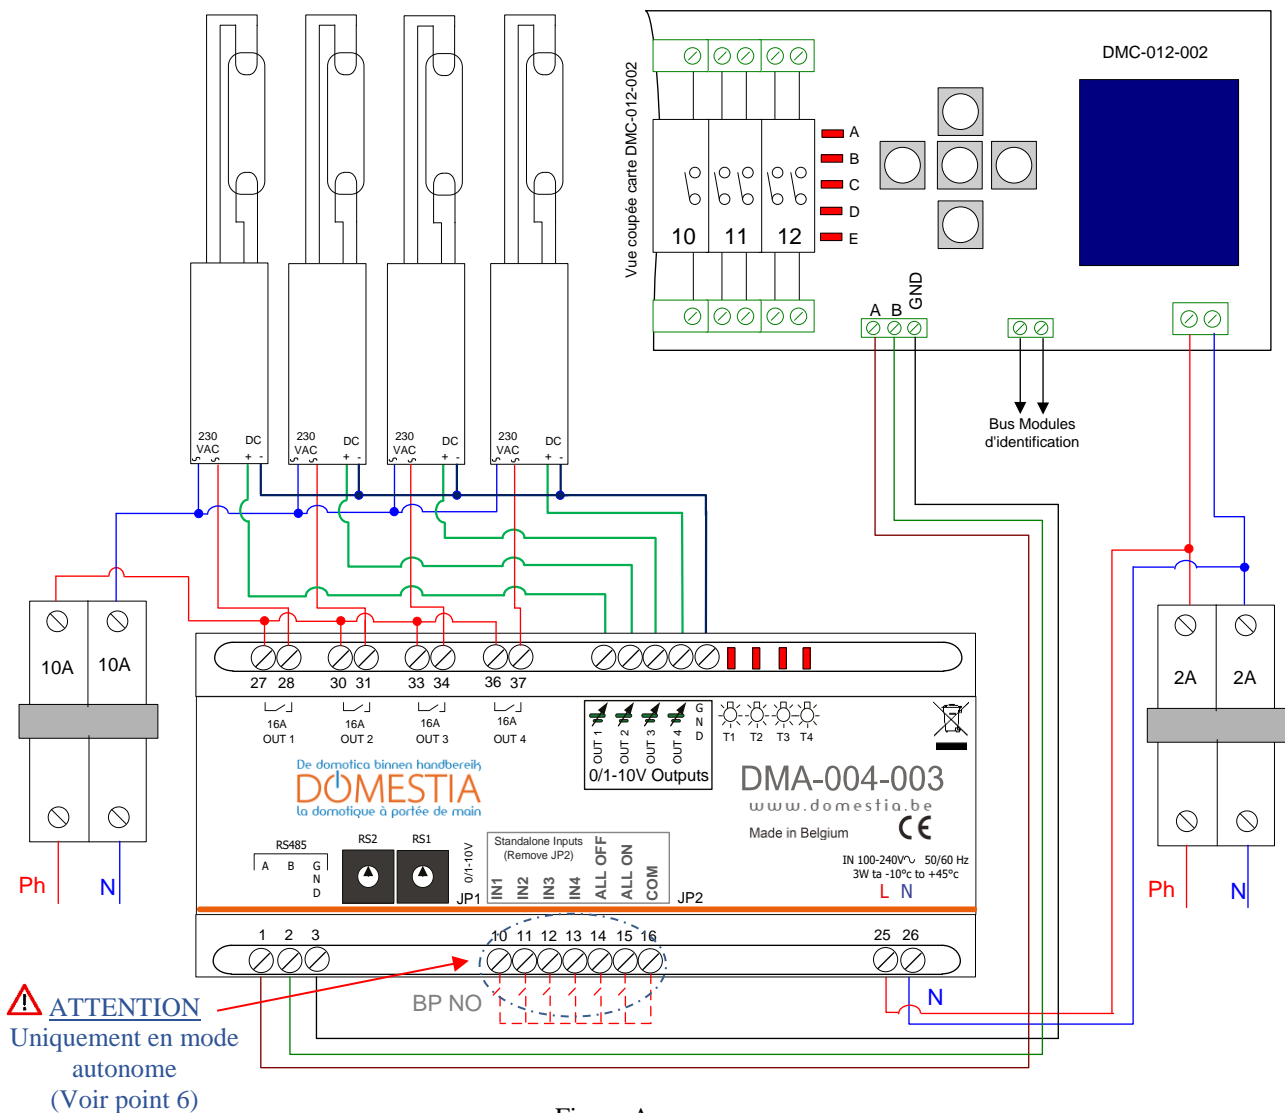 DMC-012-002
Vue coupée carte DMC-012-002
A
B
C
D
E
10 11 12
A B GND
Bus Modules
d'identification
230
VAC
DC
+ -
230
VAC
DC
+ -
230
VAC
DC
+ -
230
VAC
DC
+ -
10A 10A
2A 2A
27 28 30 31 33 34 36 37
16A
OUT 1
16A
OUT 2
16A
OUT 3
16A
OUT 4
OUT 1
OUT 2
OUT 3
OUT 4
GND
0/1-10V Outputs
T1 T2 T3 T4
De domotica binnen handbereik
DOMESTIA
la domotique à portée de main
DMA-004-003
www.domestia.be
Made in Belgium
CE
RS485
A B GND
RS2 RS1
0/1-10V
JP1
Standalone Inputs
(Remove JP2)
IN1
IN2
IN3
IN4
ALL OFF
ALL ON
COM
JP2
IN 100-240V 50/60 Hz
3W ta -10°c to +45°c
L N
Ph N
Ph N
1 2 3 10 11 12 13 14 15 16 25 26
BP NO
N
ATTENTION
Uniquement en mode
autonome
(Voir point 6)